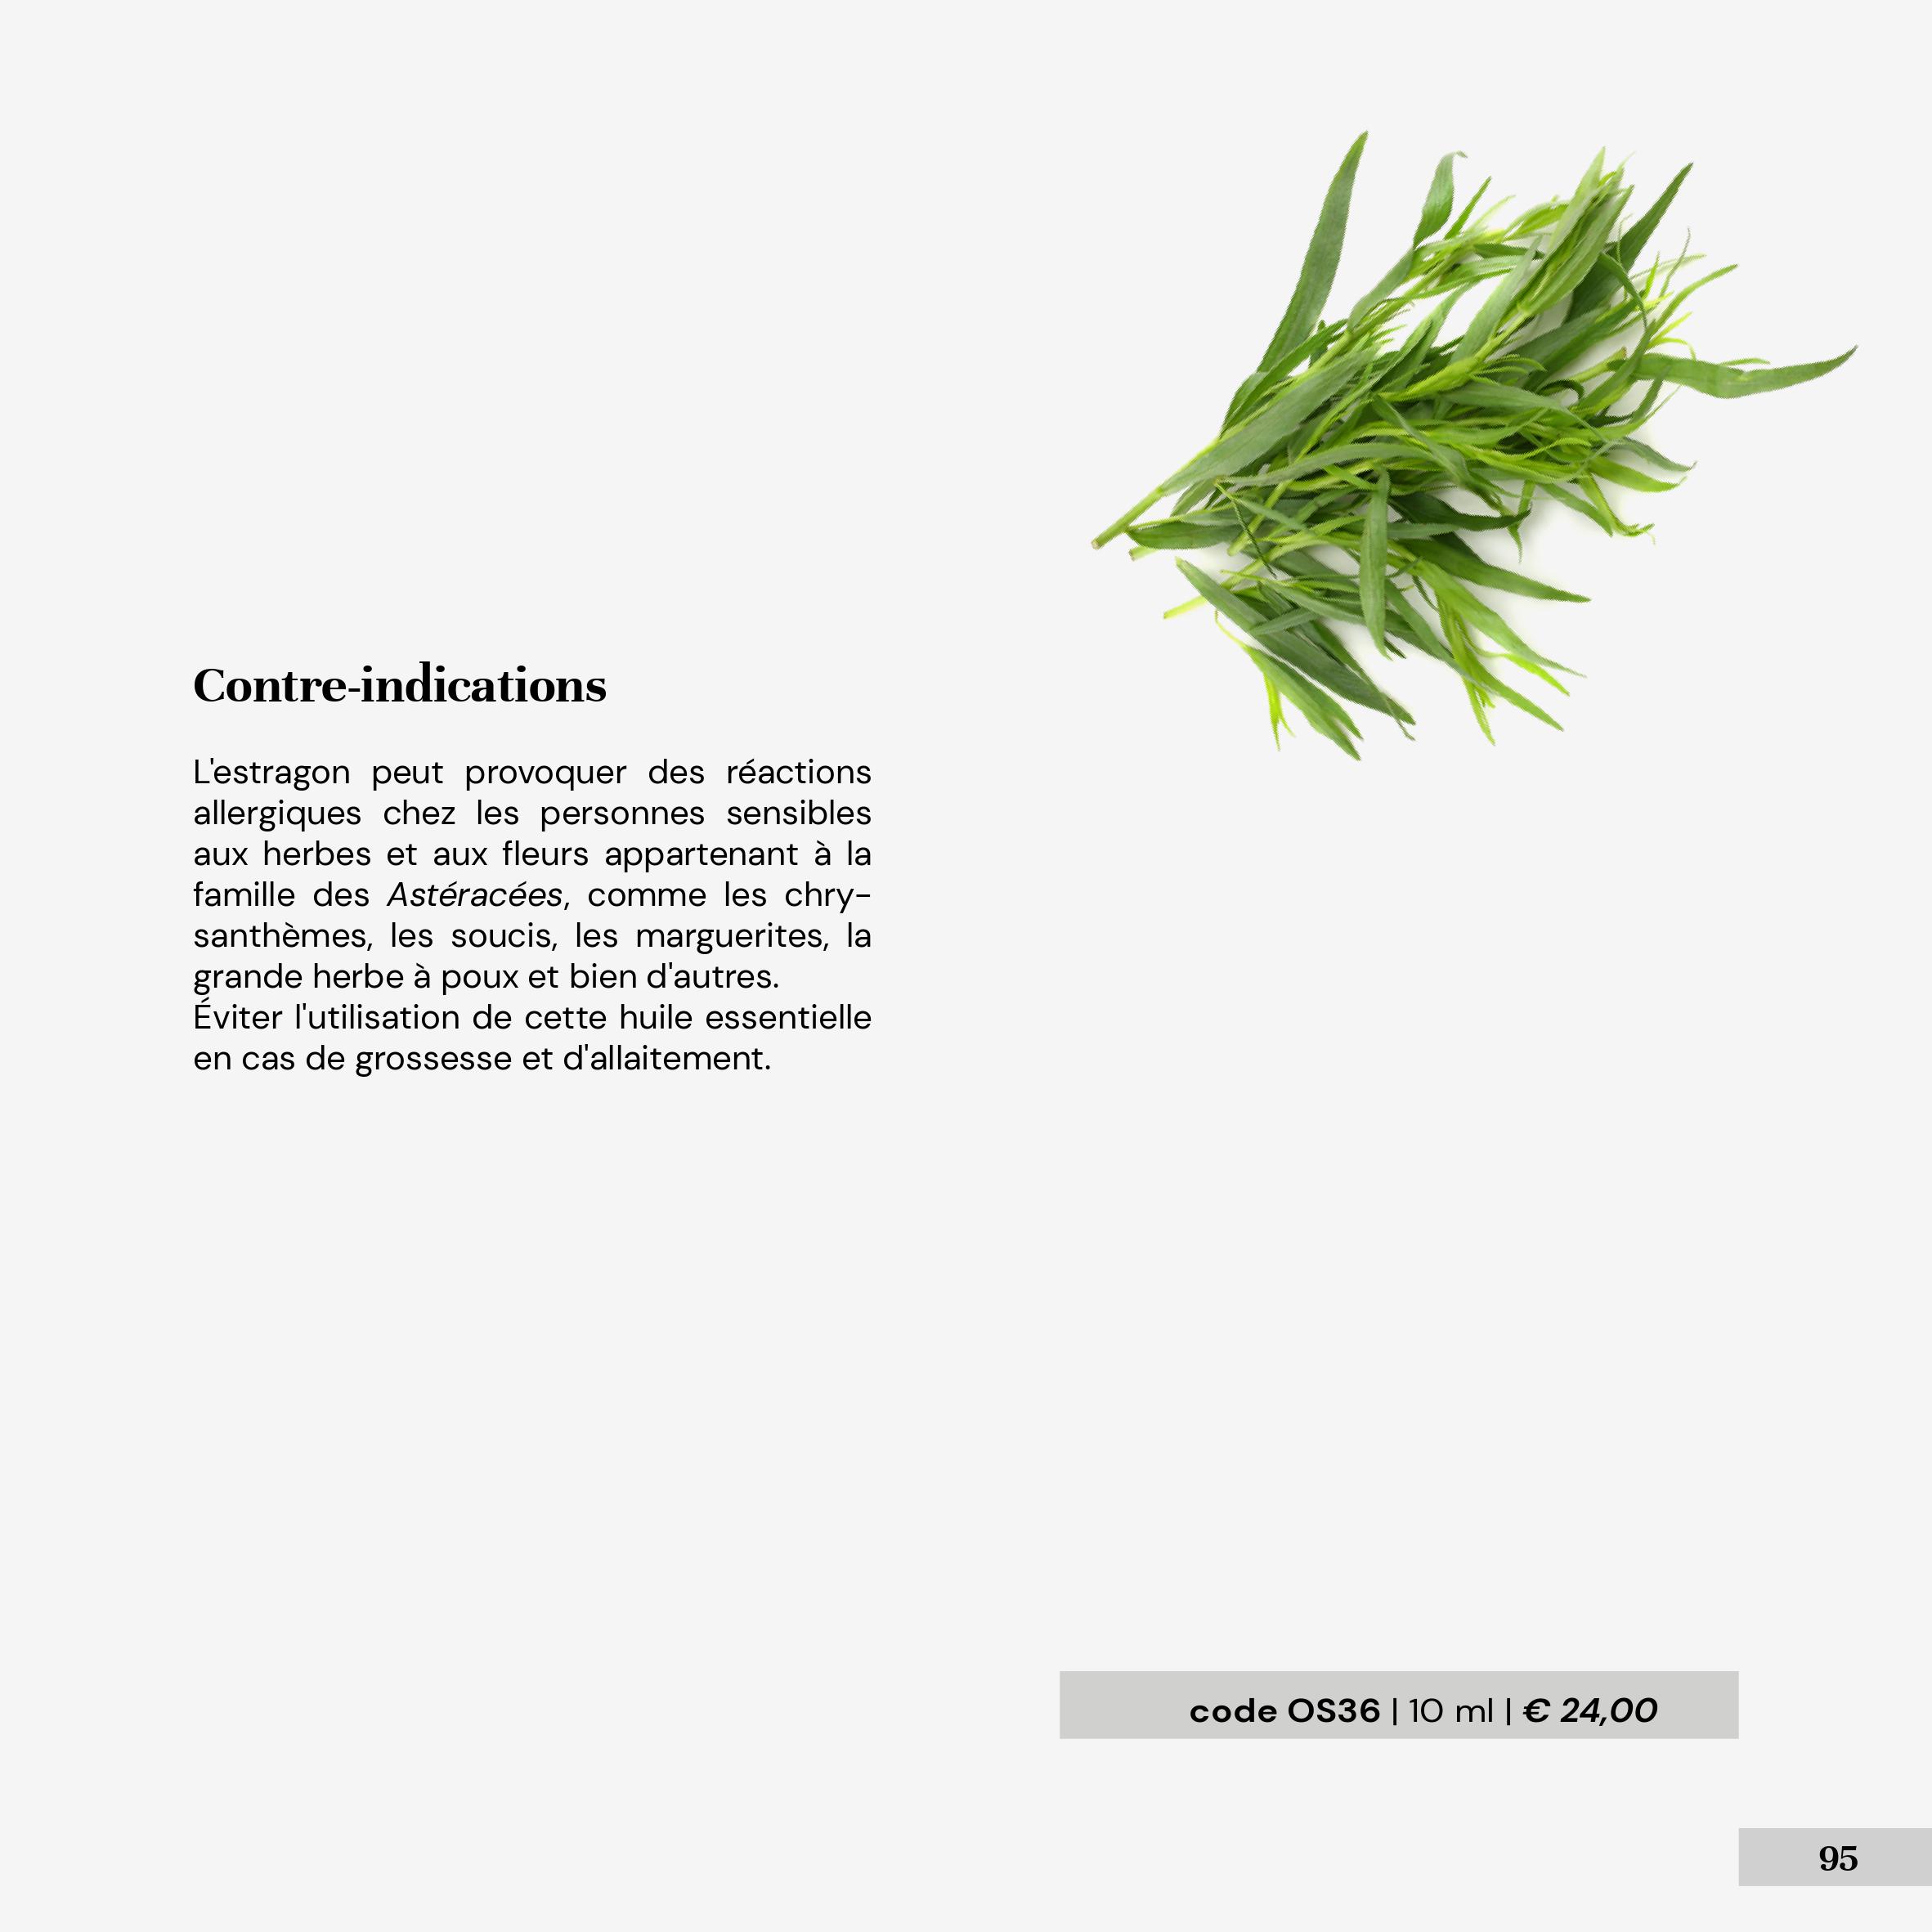 Contre-indications
L'estragon peut provoquer des réactions
allergiques chez les personnes sensibles
aux herbes et aux fleurs appartenant à la
famille des Astéracées, comme les chry-
santhèmes, les soucis, les marguerites, la
grande herbe à poux et bien d'autres.
Éviter l'utilisation de cette huile essentielle
en cas de grossesse et d'allaitement.
code OS36 | 10 ml | € 24,00
95